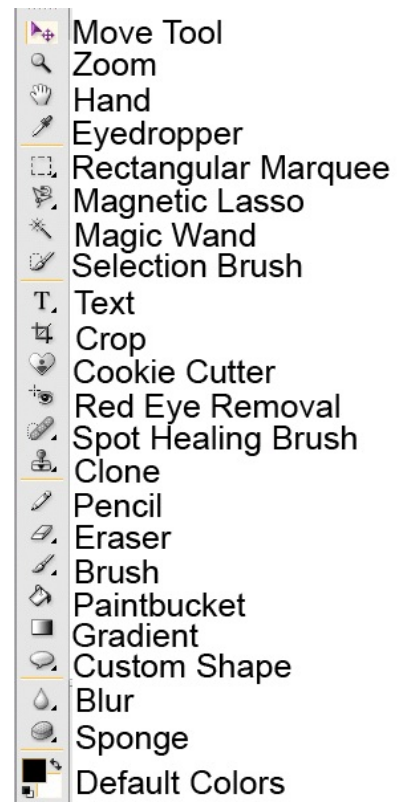 Move Tool
Zoom
Hand
Eyedropper
Rectangular Marquee
Magnetic Lasso
Magic Wand
Selection Brush
Text
Crop
Cookie Cutter
Red Eye Removal
Spot Healing Brush
Clone
Pencil
Eraser
Brush
Paintbucket
Gradient
Custom Shape
Blur
Sponge
Default Colors